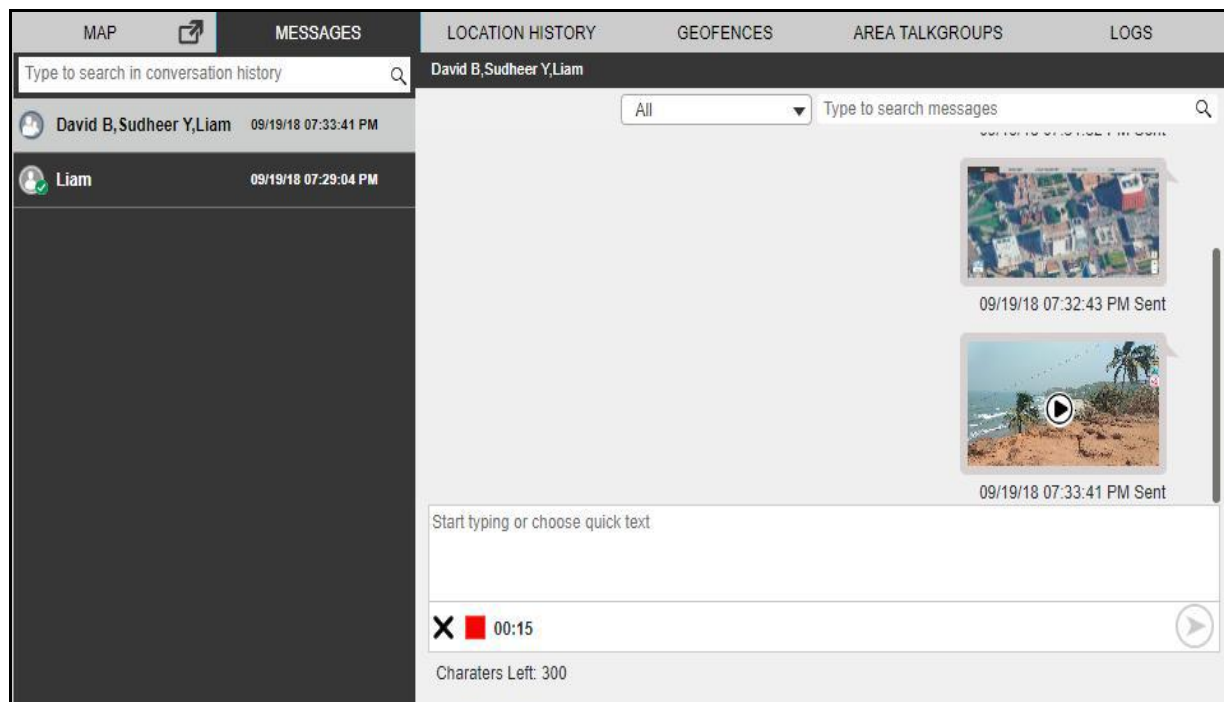 MAP
MESSAGES
LOCATION HISTORY
GEOFENCES
AREA TALKGROUPS
LOGS
Type to search in conversation history
David B,Sudheer Y,Liam 09/19/18 07:33:41 PM
Liam 09/19/18 07:29:04 PM
David B,Sudheer Y,Liam
All
Type to search messages
09/19/18 07:32:43 PM Sent
09/19/18 07:33:41 PM Sent
Start typing or choose quick text
00:15
Charaters Left: 300